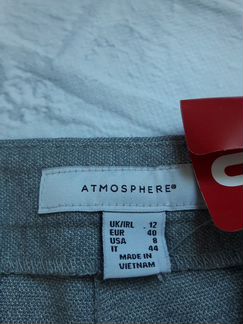 ATMOSPHERE®
UK/IRL . 12
EUR 40
USA 8
IT 44
MADE IN
VIETNAM